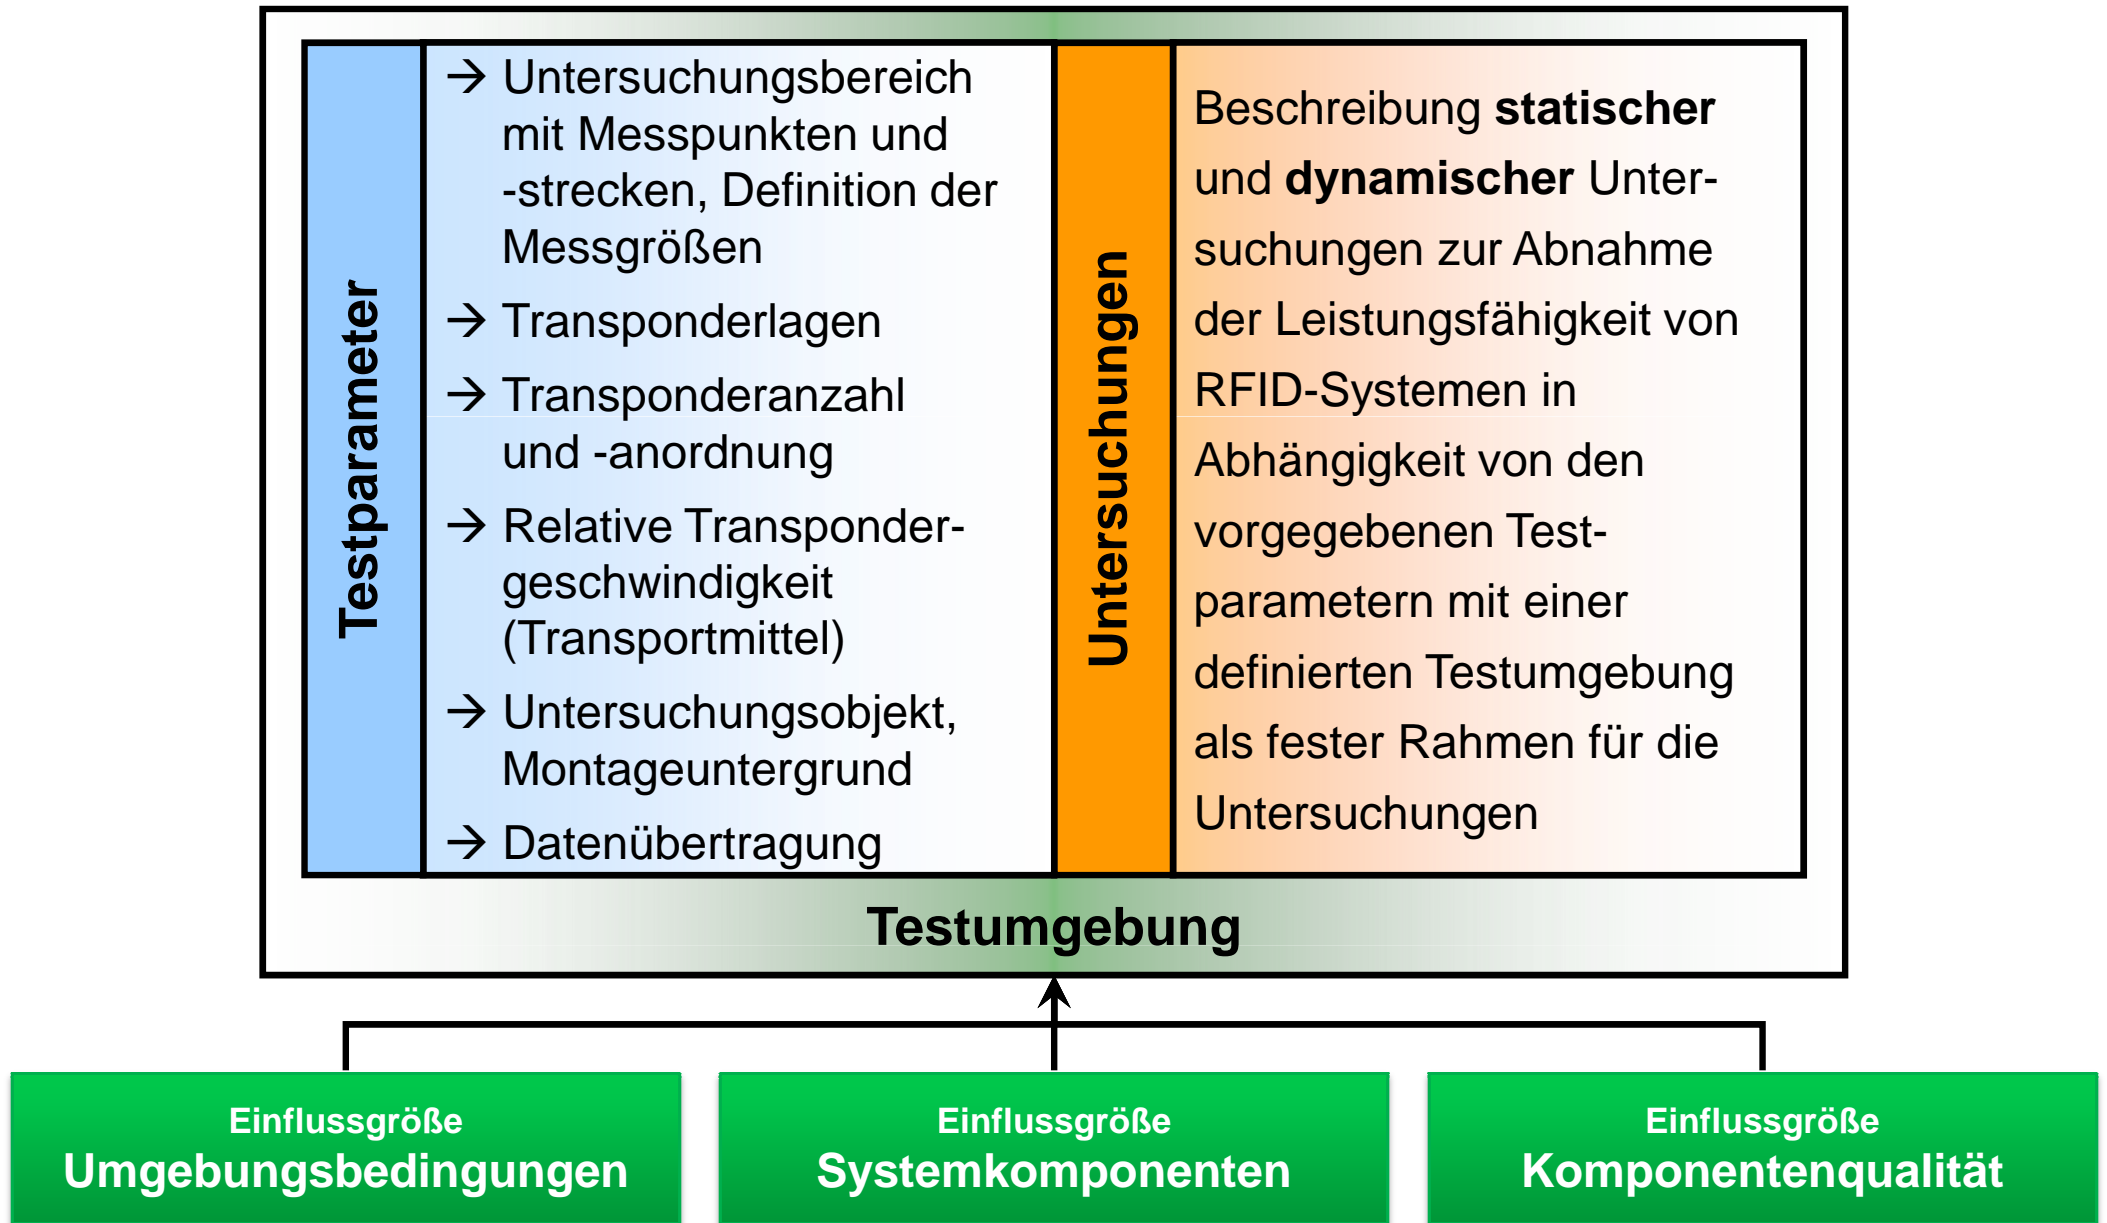 Testparameter
→ Untersuchungsbereich
mit Messpunkten und
-strecken, Definition der
Messgrößen
→ Transponderlagen
→ Transponderanzahl
und -anordnung
→ Relative Transponder-
geschwindigkeit
(Transportmittel)
→ Untersuchungsobjekt,
Montageuntergrund
→ Datenübertragung
Untersuchungen
Beschreibung statischer
und dynamischer Unter-
suchungen zur Abnahme
der Leistungsfähigkeit von
RFID-Systemen in
Abhängigkeit von den
vorgegebenen Test-
parametern mit einer
definierten Testumgebung
als fester Rahmen für die
Untersuchungen
Testumgebung
Einflussgröße
Umgebungsbedingungen
Einflussgröße
Systemkomponenten
Einflussgröße
Komponentenqualität